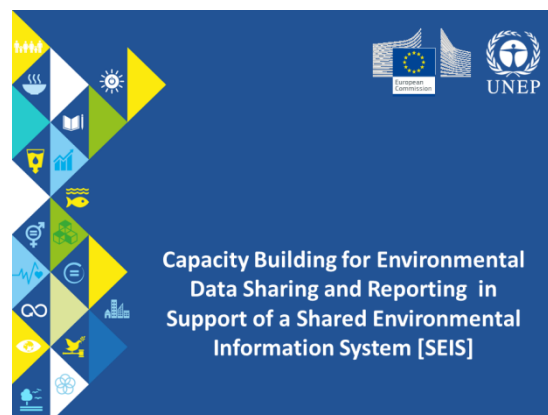 European
Commission
UNEP
Capacity Building for Environmental
Data Sharing and Reporting in
Support of a Shared Environmental
Information System [SEIS]